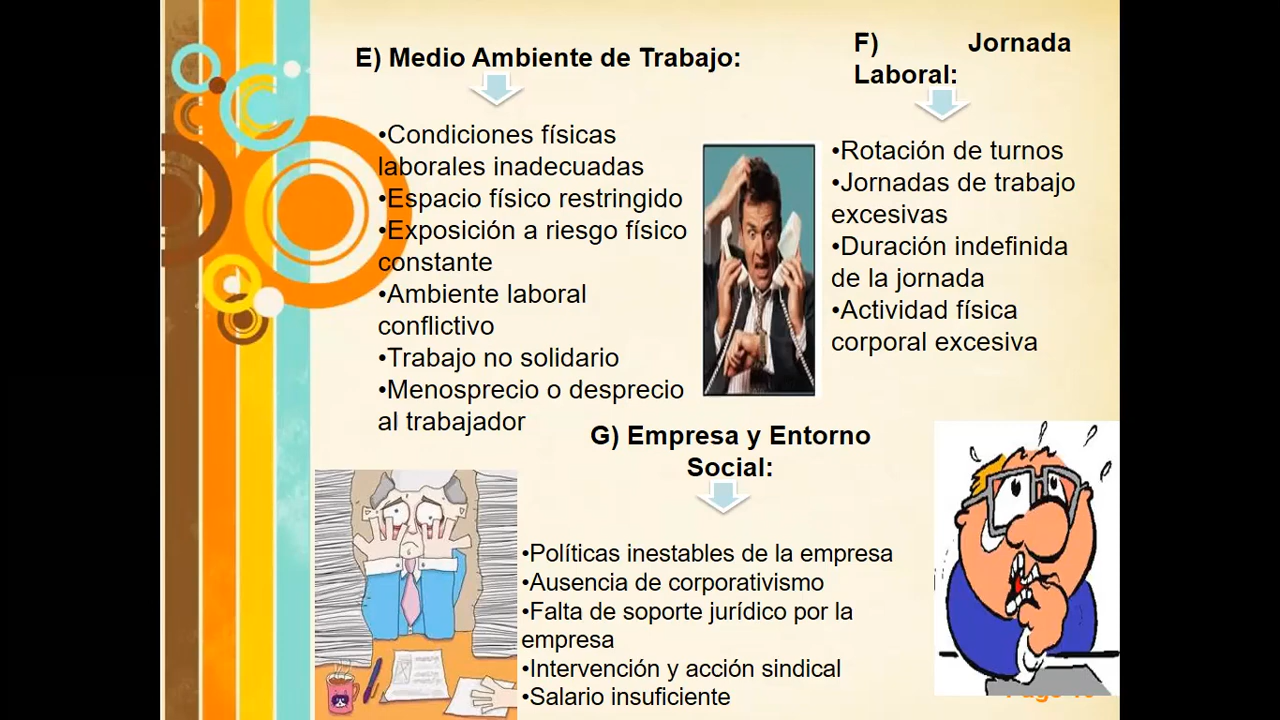 E) Medio Ambiente de Trabajo:
•Condiciones físicas
laborales inadecuadas
•Espacio físico restringido
•Exposición a riesgo físico
constante
•Ambiente laboral
conflictivo
•Trabajo no solidario
•Menosprecio o desprecio
al trabajador
F) Jornada
Laboral:
•Rotación de turnos
•Jornadas de trabajo
excesivas
•Duración indefinida
de la jornada
•Actividad física
corporal excesiva
G) Empresa y Entorno
Social:
•Políticas inestables de la empresa
•Ausencia de corporativismo
•Falta de soporte jurídico por la
empresa
•Intervención y acción sindical
•Salario insuficiente